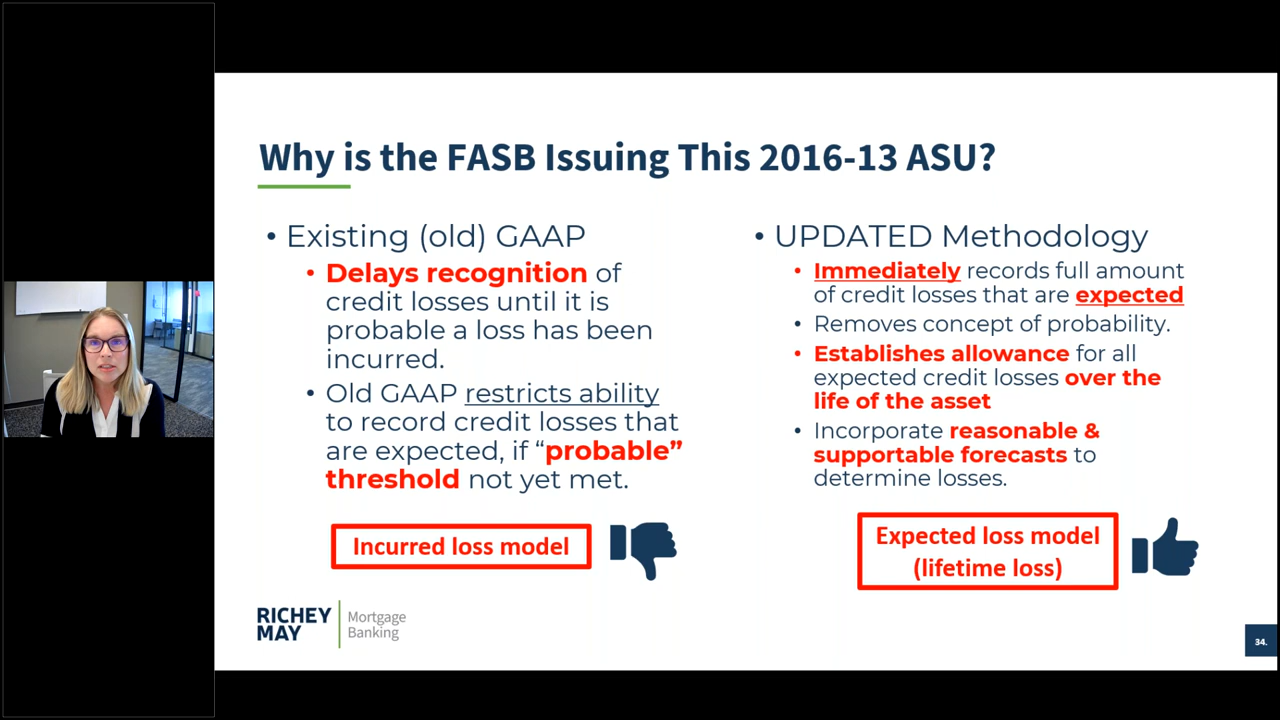 Why is the FASB Issuing This 2016-13 ASU?
• Existing (old) GAAP
• Delays recognition of
credit losses until it is
probable a loss has been
incurred.
• Old GAAP restricts ability
to record credit losses that
are expected, if “probable”
threshold not yet met.
Incurred loss model
• UPDATED Methodology
• Immediately records full amount
of credit losses that are expected
• Removes concept of probability.
• Establishes allowance for all
expected credit losses over the
life of the asset
• Incorporate reasonable &
supportable forecasts to
determine losses.
Expected loss model
(lifetime loss)
RICHEY
MAY
Mortgage
Banking
34.